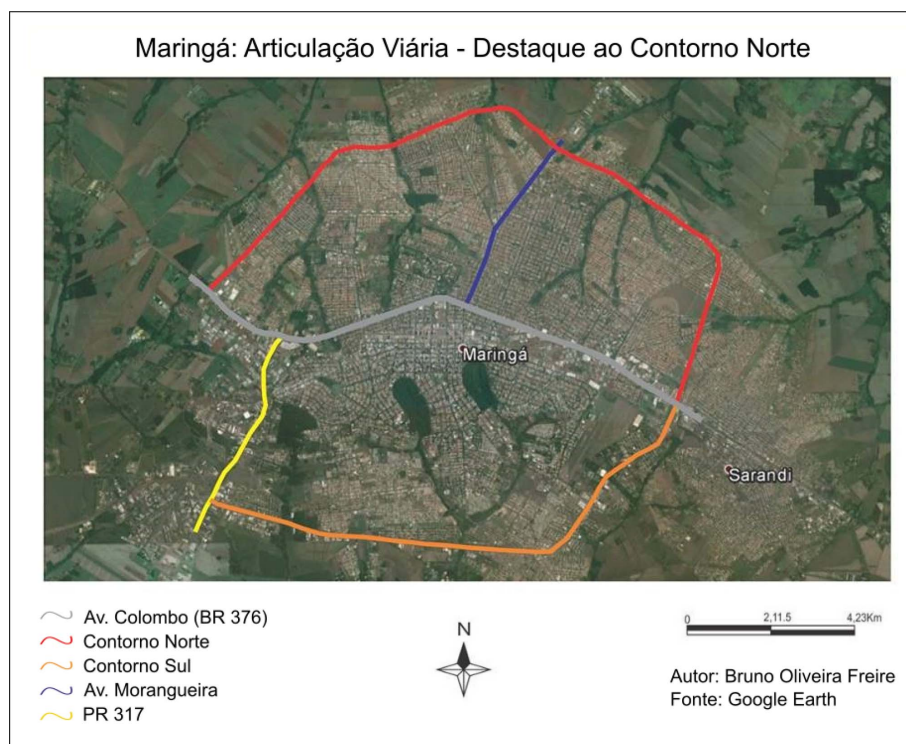 Maringá: Articulação Viária - Destaque ao Contorno Norte
Maringá
Sarandi
Av. Colombo (BR 376)
Contorno Norte
Contorno Sul
Av. Morangueira
PR 317
N
0 2,11.5 4,23Km
Autor: Bruno Oliveira Freire
Fonte: Google Earth